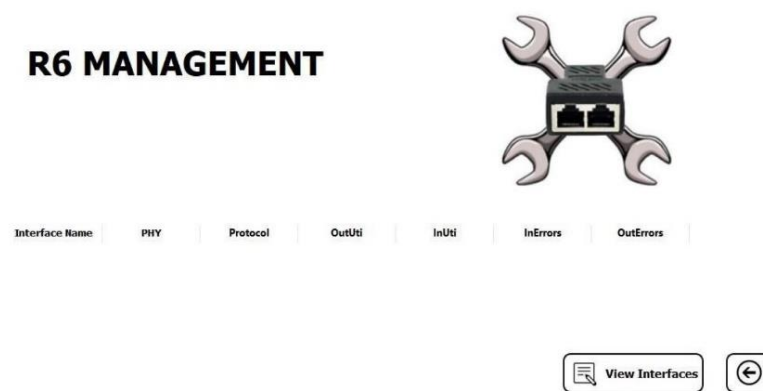 R6 MANAGEMENT
Interface Name PHY Protocol OutUti InUti InErrors OutErrors
View Interfaces